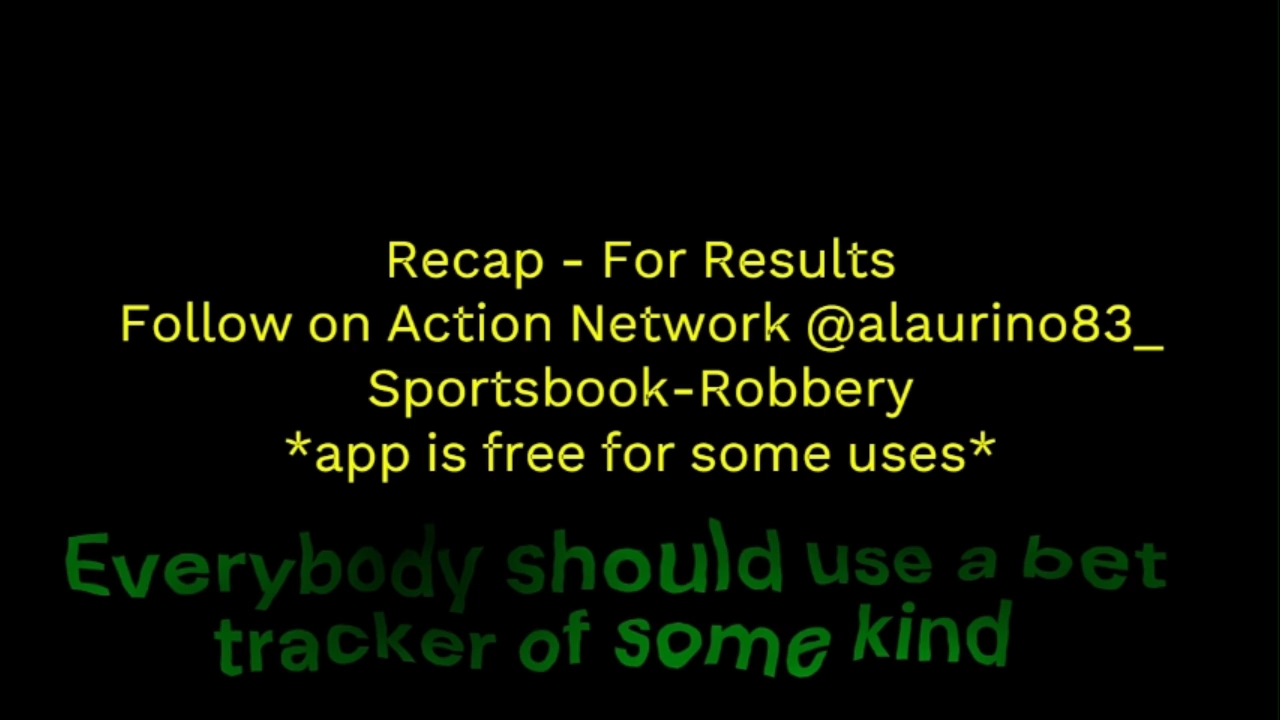 Recap - For Results
Follow on Action Network @alaurino83_
Sportsbook-Robbery
*app is free for some uses*
Everybody should use a bet
tracker of some kind